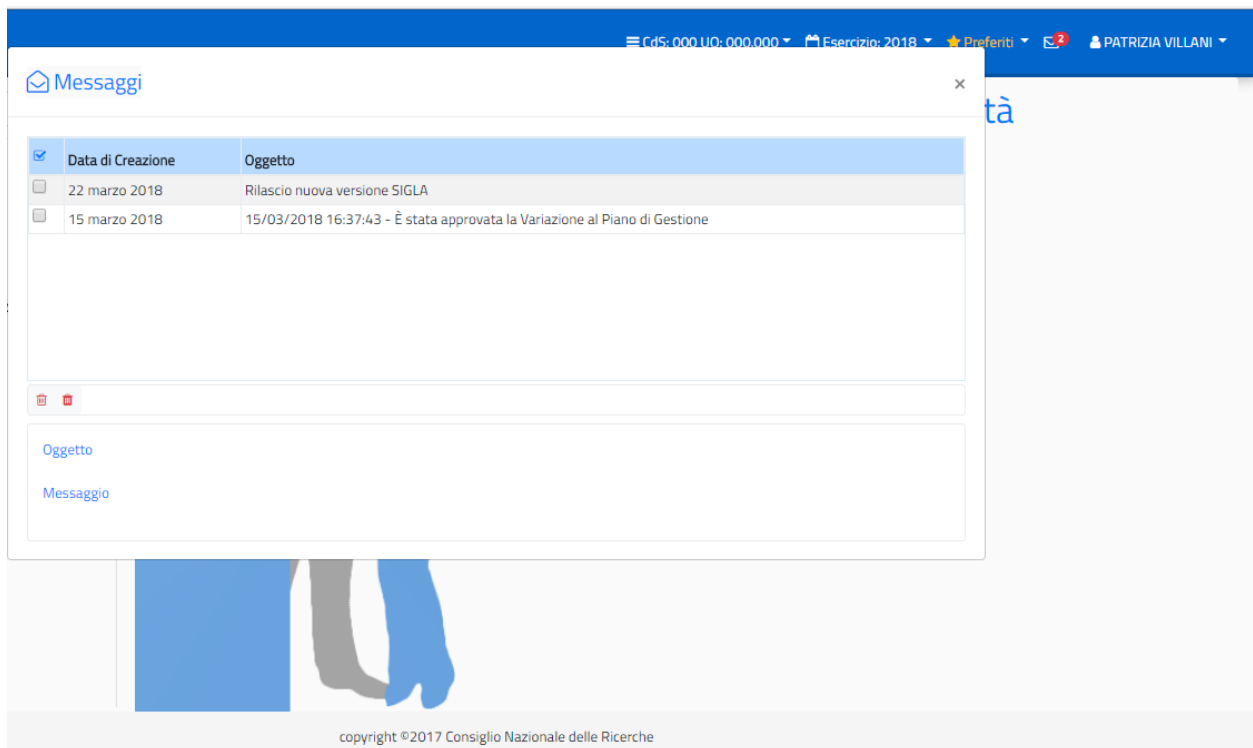 CdS: 000 UO: 000.000 Esercizio: 2018 Preferiti 2 PATRIZIA VILLANI
Messaggi ×
tà
Data di Creazione Oggetto
22 marzo 2018 Rilascio nuova versione SIGLA
15 marzo 2018 15/03/2018 16:37:43 - È stata approvata la Variazione al Piano di Gestione
Oggetto
Messaggio
copyright ©2017 Consiglio Nazionale delle Ricerche